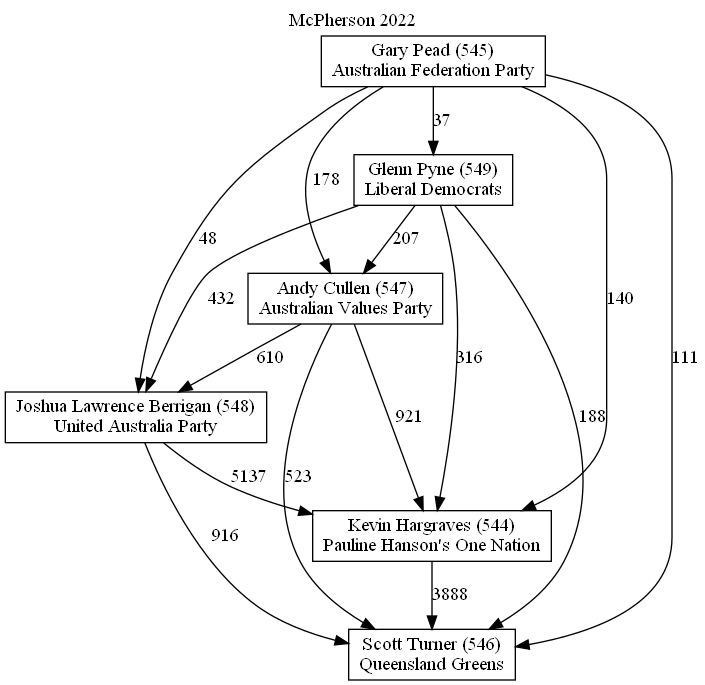 McPherson 2022
Gary Pead (545)
Australian Federation Party
37
Glenn Pyne (549)
Liberal Democrats
178
48
207
432
140
Andy Cullen (547)
Australian Values Party
610
316
111
921
188
Joshua Lawrence Berrigan (548)
United Australia Party
5137
523
916
Kevin Hargraves (544)
Pauline Hanson's One Nation
3888
Scott Turner (546)
Queensland Greens